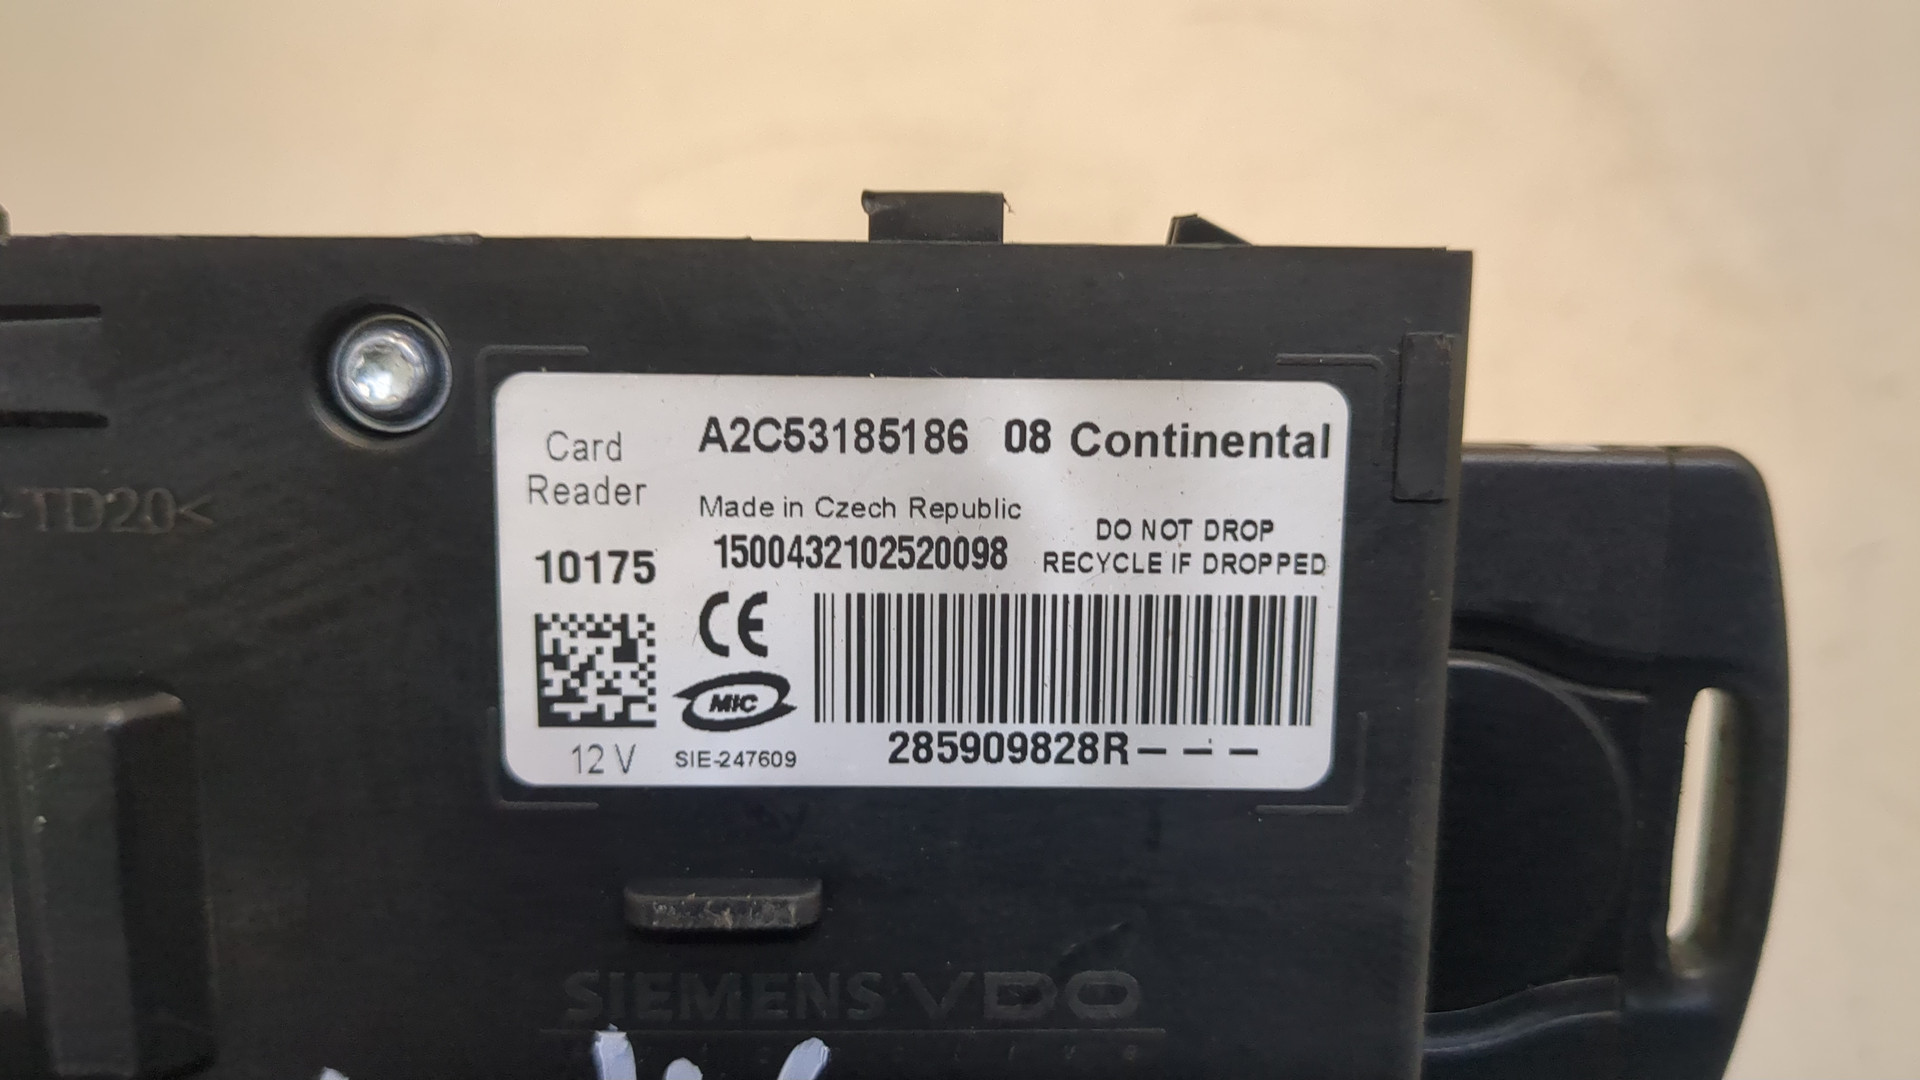 Card
Reader
10175
12 V
A2C53185186 08 Continental
Made in Czech Republic
1500432102520098
DO NOT DROP
RECYCLE IF DROPPED
CE
MIC
SIE-247609
285909828R---
-TD20<
SIEMENS VDO